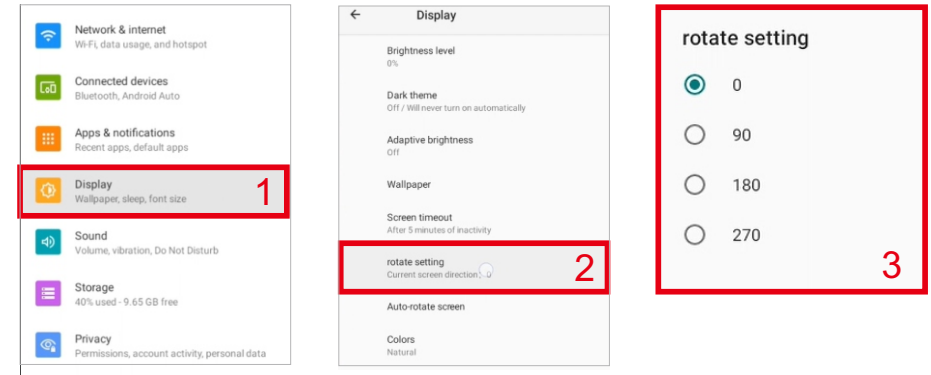 Network & internet
Wi-Fi, data usage, and hotspot
Connected devices
Bluetooth, Android Auto
Apps & notifications
Recent apps, default apps
Display
Wallpaper, sleep, font size
1
Sound
Volume, vibration, Do Not Disturb
Storage
40% used - 9.65 GB free
Privacy
Permissions, account activity, personal data
Display
Brightness level
0%
Dark theme
Off / Will never turn on automatically
Adaptive brightness
Off
Wallpaper
Screen timeout
After 5 minutes of inactivity
rotate setting
Current screen direction : 0
2
Auto-rotate screen
Colors
Natural
rotate setting
0
90
180
270
3